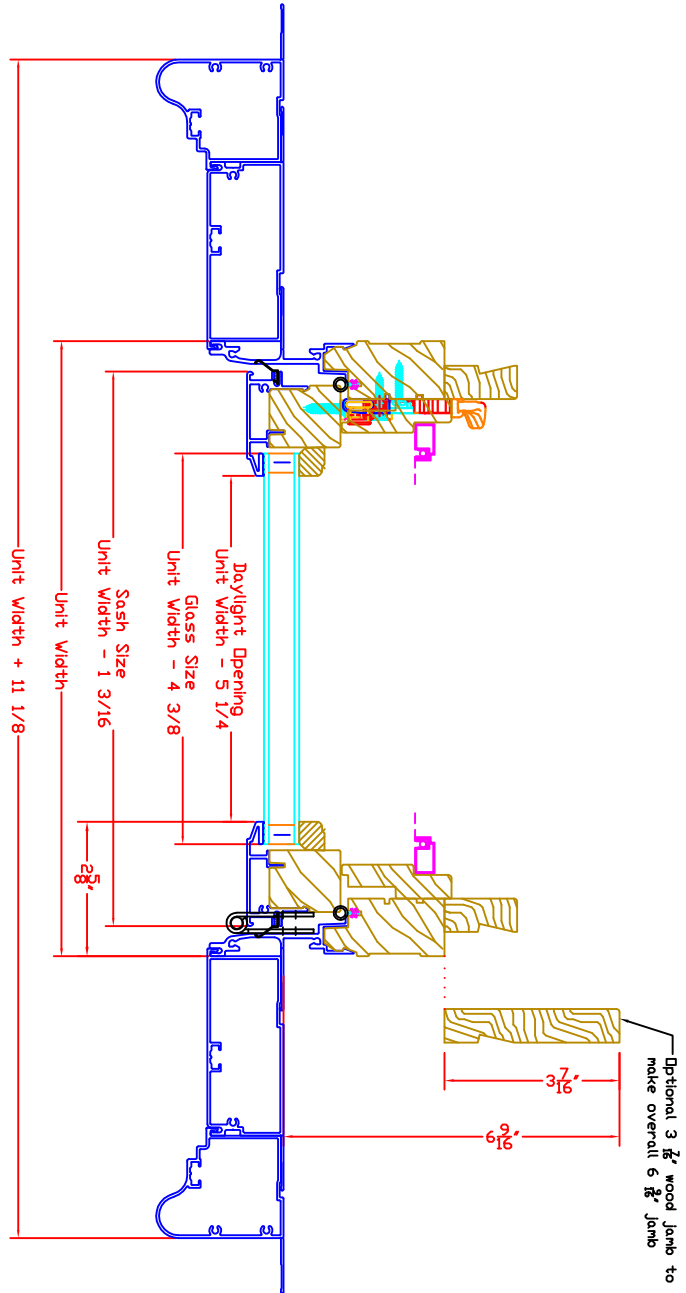 Optional 3 7/16" wood jamb to
make overall 6 9/16" jamb
3 7/16"
6 9/16"
2 5/8"
Daylight Opening
Unit Width - 5 1/4
Glass Size
Unit Width - 4 3/8
Sash Size
Unit Width - 1 3/16
Unit Width
Unit Width + 11 1/8